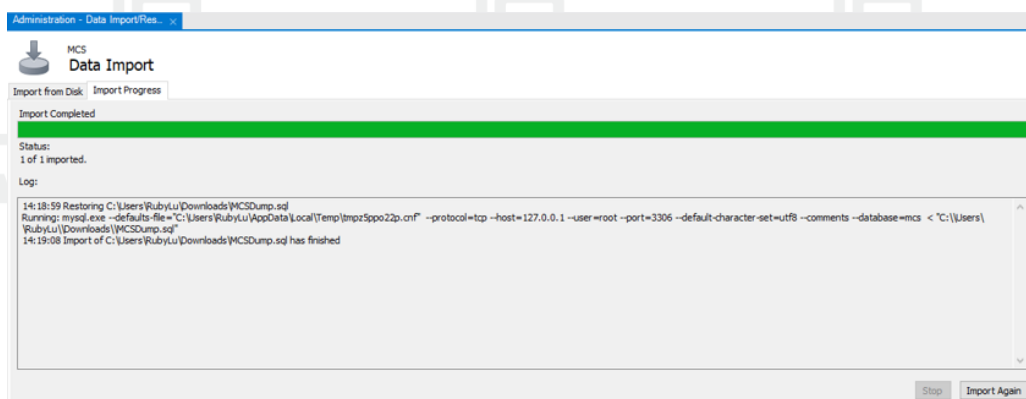 Administration - Data Import/Res... ×
MCS
Data Import
Import from Disk Import Progress
Import Completed
Status:
1 of 1 imported.
Log:
14:18:59 Restoring C:\Users\RubyLu\Downloads\MCSDump.sql
Running: mysql.exe --defaults-file="C:\Users\RubyLu\AppData\Local\Temp\tmpz5ppo22p.cnf" --protocol=tcp --host=127.0.0.1 --user=root --port=3306 --default-character-set=utf8 --comments --database=mcs < "C:\\Users\
\RubyLu\\Downloads\\MCSDump.sql"
14:19:08 Import of C:\Users\RubyLu\Downloads\MCSDump.sql has finished
Stop Import Again